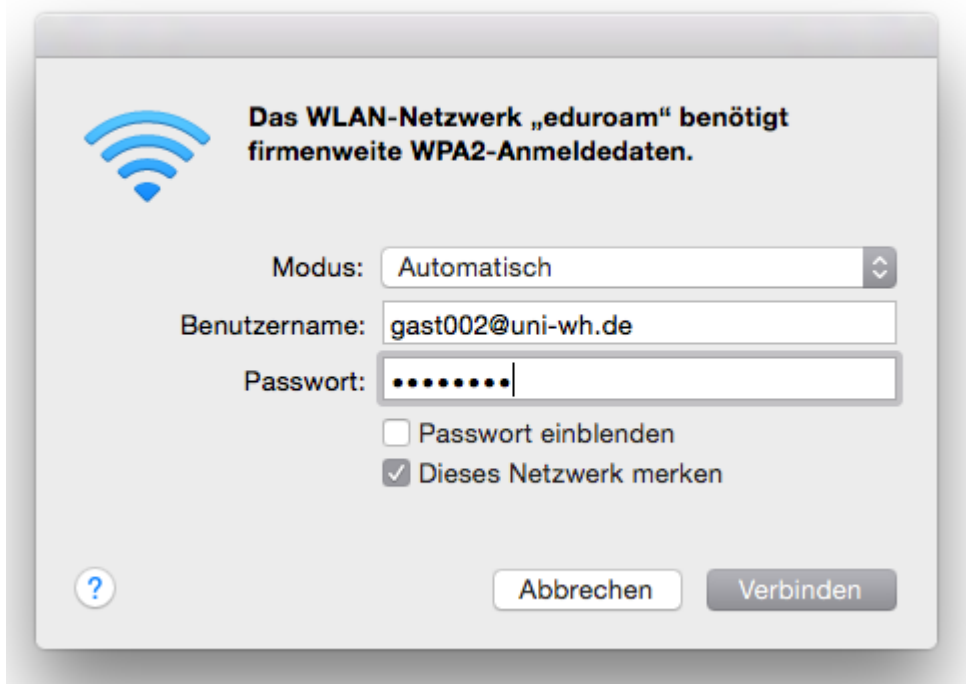 Das WLAN-Netzwerk „eduroam“ benötigt
firmenweite WPA2-Anmeldedaten.
Modus: Automatisch
Benutzername: gast002@uni-wh.de
Passwort: ••••••••
Passwort einblenden
Dieses Netzwerk merken
? Abbrechen Verbinden